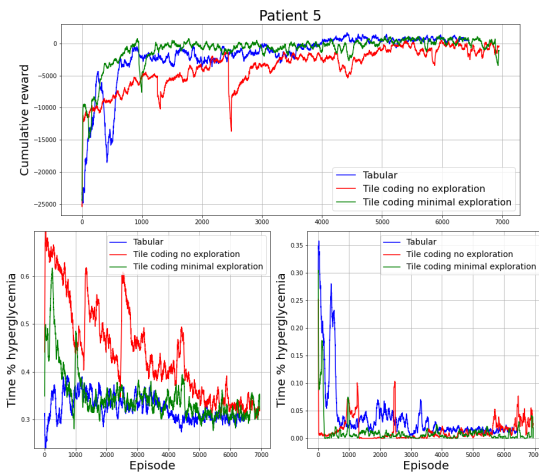 Patient 5
Cumulative reward
0
−5000
−10000
−15000
−20000
−25000
0 1000 2000 3000 4000 5000 6000 7000
Tabular
Tile coding no exploration
Tile coding minimal exploration
Time % hyperglycemia
0.6
0.5
0.4
0.3
0 1000 2000 3000 4000 5000 6000 7000
Episode
Tabular
Tile coding no exploration
Tile coding minimal exploration
Time % hyperglycemia
0.35
0.30
0.25
0.20
0.15
0.10
0.05
0.00
0 1000 2000 3000 4000 5000 6000 7000
Episode
Tabular
Tile coding no exploration
Tile coding minimal exploration